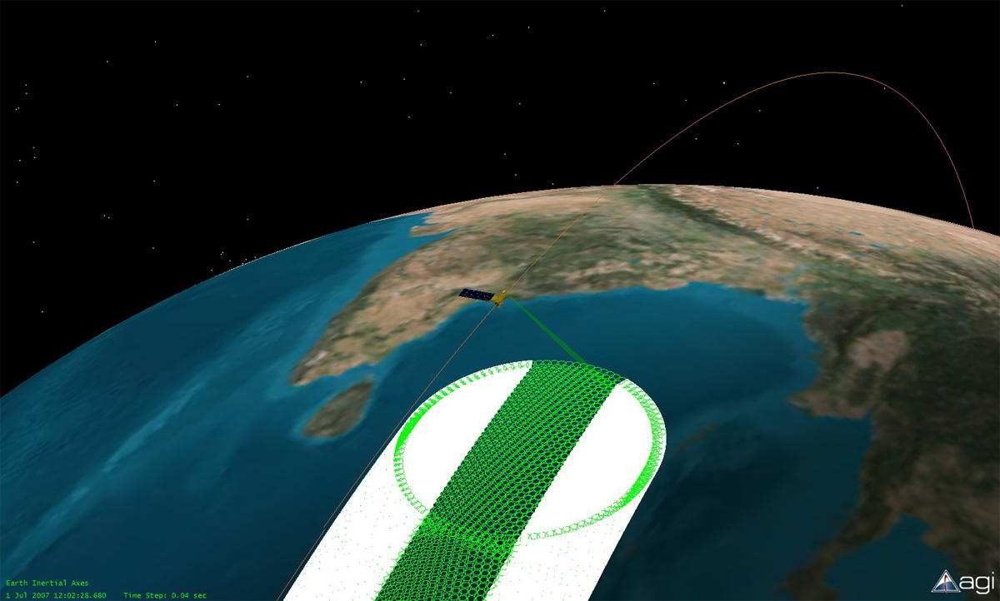 Earth Inertial Axes
1 Jul 2007 12:02:28.680 Time Step: 0.04 sec
agi